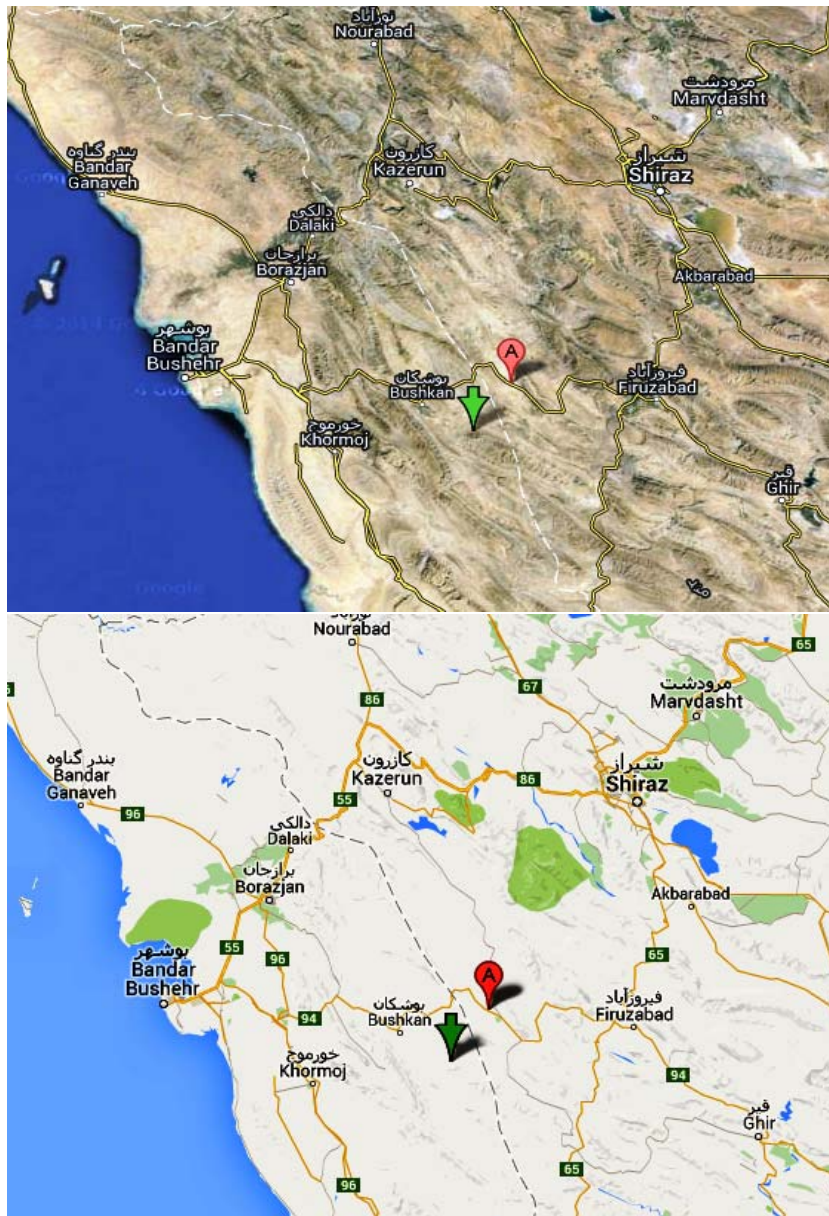 نورآباد
Nourabad
مرودشت
Marvdasht
کازرون
Kazerun
شیراز
Shiraz
بندر گناوه
Bandar
Ganaveh
دالکی
Dalaki
برازجان
Borazjan
Akbarabad
بوشهر
Bandar
Bushehr
A
بوشکان
Bushkan
فیروزآباد
Firuzabad
خورموج
Khormoj
قیر
Ghir
مند
Google
نورآباد
Nourabad
65
67
86
مرودشت
Marvdasht
بندر گناوه
Bandar
Ganaveh
کازرون
Kazerun
شیراز
Shiraz
86
55
96
دالکی
Dalaki
برازجان
Borazjan
Akbarabad
55
96
65
بوشهر
Bandar
Bushehr
A
بوشکان
Bushkan
94
فیروزآباد
Firuzabad
خورموج
Khormoj
94
قیر
Ghir
65
96